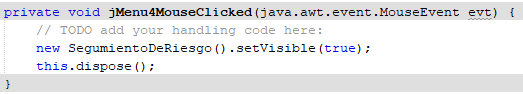 private void jMenu4MouseClicked(java.awt.event.MouseEvent evt) {
// TODO add your handling code here:
new SegumientoDeRiesgo().setVisible(true);
this.dispose();
}